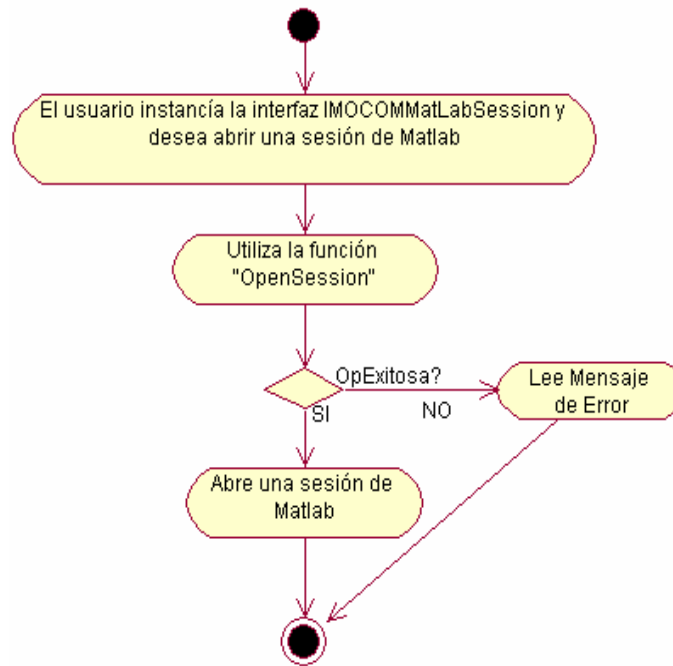 El usuario instancía la interfaz IMOCOMMatLabSession y
desea abrir una sesión de Matlab
Utiliza la función
"OpenSession"
OpExitosa?
SI
NO
Lee Mensaje
de Error
Abre una sesión de
Matlab